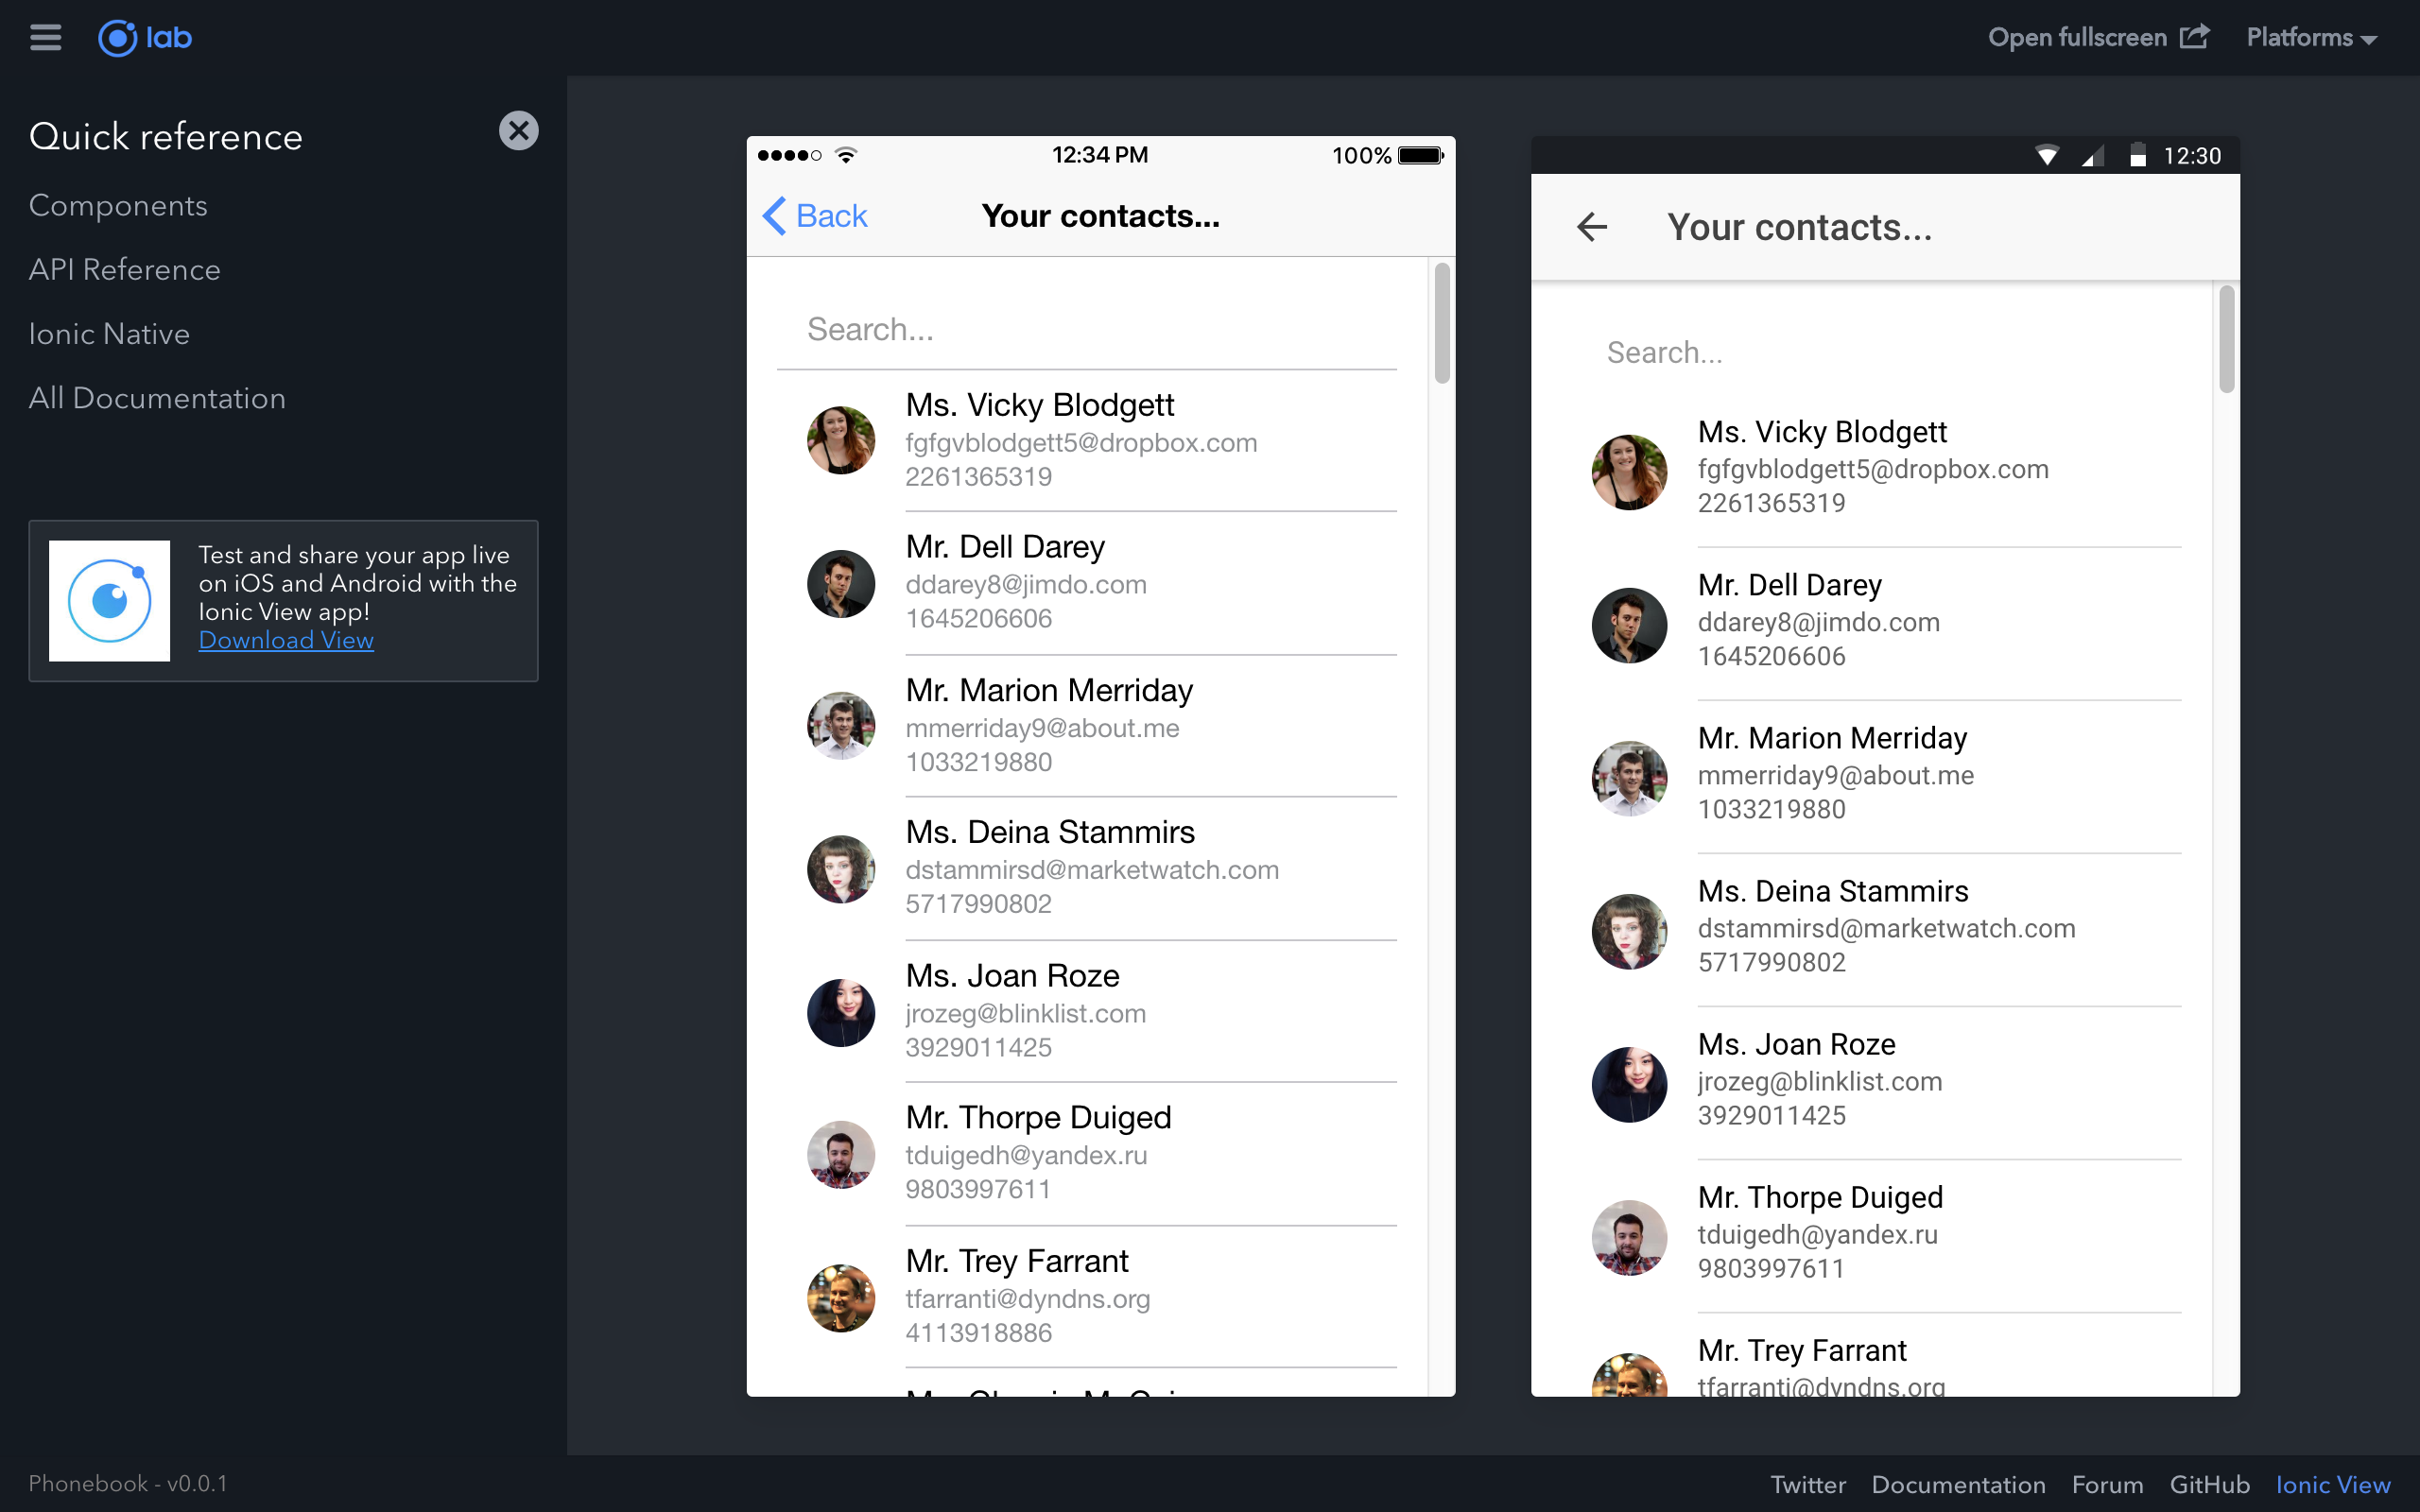 lab
Open fullscreen
Platforms
Quick reference
Components
API Reference
Ionic Native
All Documentation
Test and share your app live
on iOS and Android with the
Ionic View app!
Download View
12:34 PM
100%
Back
Your contacts...
Search...
Ms. Vicky Blodgett
fgfgvblodgett5@dropbox.com
2261365319
Mr. Dell Darey
ddarey8@jimdo.com
1645206606
Mr. Marion Merriday
mmerriday9@about.me
1033219880
Ms. Deina Stammirs
dstammirsd@marketwatch.com
5717990802
Ms. Joan Roze
jrozeg@blinklist.com
3929011425
Mr. Thorpe Duiged
tduigedh@yandex.ru
9803997611
Mr. Trey Farrant
tfarranti@dyndns.org
4113918886
12:30
Your contacts...
Search...
Ms. Vicky Blodgett
fgfgvblodgett5@dropbox.com
2261365319
Mr. Dell Darey
ddarey8@jimdo.com
1645206606
Mr. Marion Merriday
mmerriday9@about.me
1033219880
Ms. Deina Stammirs
dstammirsd@marketwatch.com
5717990802
Ms. Joan Roze
jrozeg@blinklist.com
3929011425
Mr. Thorpe Duiged
tduigedh@yandex.ru
9803997611
Mr. Trey Farrant
tfarranti@dyndns.org
Phonebook - v0.0.1
Twitter Documentation Forum GitHub Ionic View